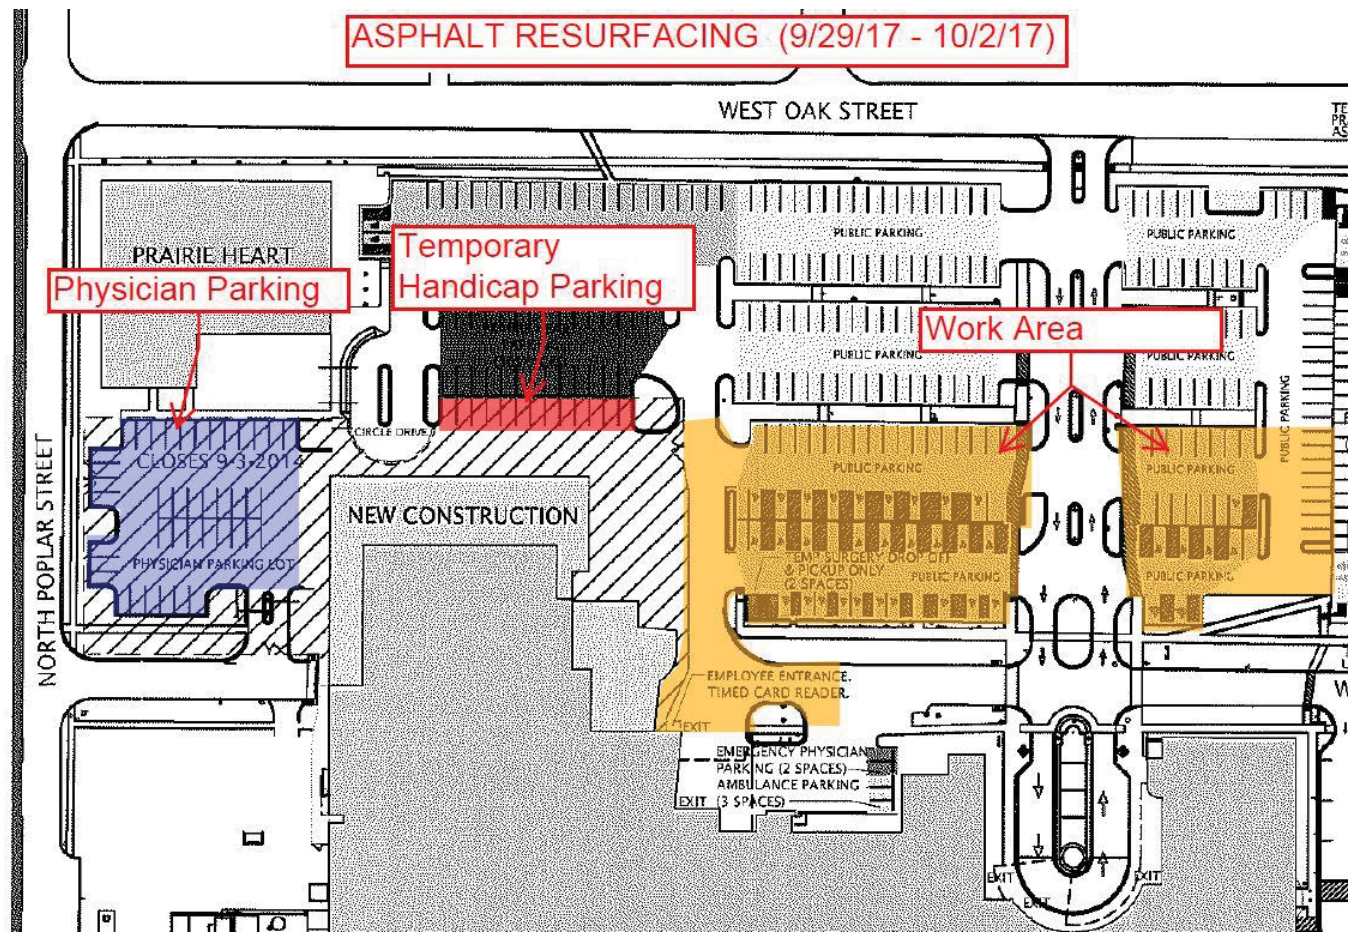 ASPHALT RESURFACING (9/29/17 - 10/2/17)
WEST OAK STREET
TE
PRA
AS
PRAIRIE HEART
Physician Parking
Temporary
Handicap Parking
PUBLIC PARKING
PUBLIC PARKING
Work Area
PUBLIC PARKING
PUBLIC PARKING
PUBLIC PARKING
CIRCLE DRIVE
NORTH POPLAR STREET
CLOSES 9-3-2014
PHYSICIAN PARKING LOT
NEW CONSTRUCTION
PUBLIC PARKING
PUBLIC PARKING
EMP SURGERY DROP OFF
& PICKUP ONLY
(2 SPACES)
PUBLIC PARKING
PUBLIC PARKING
EMPLOYEE ENTRANCE.
TIMED CARD READER.
EXIT
W
EMERGENCY PHYSICIAN
PARKING (2 SPACES)
AMBULANCE PARKING
(3 SPACES)
EXIT
EXIT
EXIT
EXIT